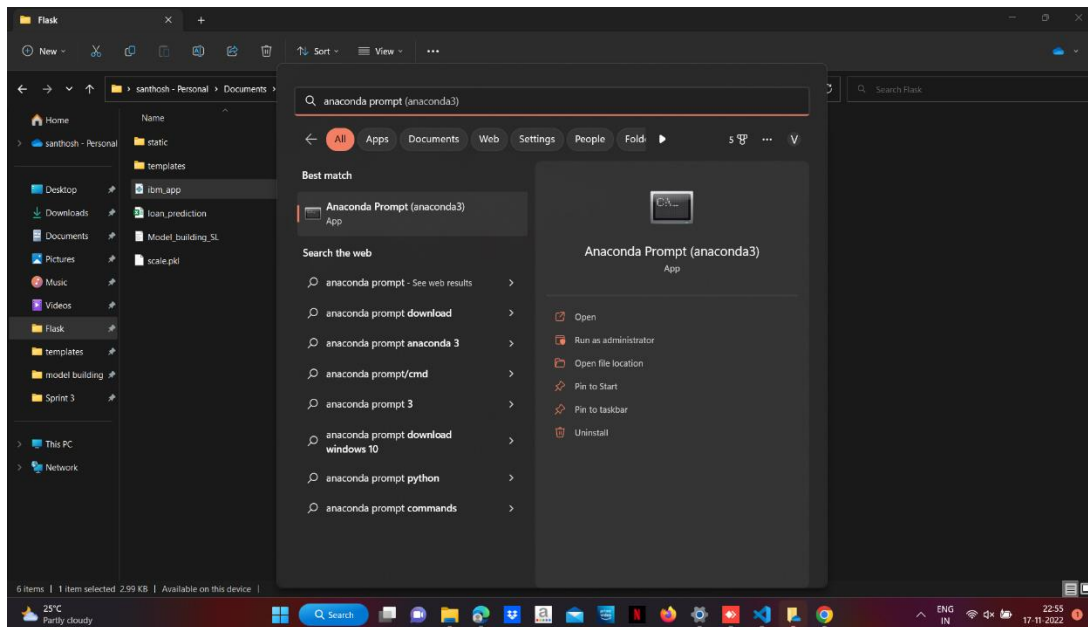 Flask
New
Sort
View
santhosh - Personal > Documents >
Search Flask
Home
santhosh - Personal
Desktop
Downloads
Documents
Pictures
Music
Videos
Flask
templates
model building
Sprint 3
This PC
Network
Name
static
templates
ibm_app
loan_prediction
Model_building_SL
scale.pkl
anaconda prompt (anaconda3)
All Apps Documents Web Settings People 5 V
Best match
Anaconda Prompt (anaconda3)
App
Search the web
anaconda prompt - See web results
anaconda prompt download
anaconda prompt anaconda 3
anaconda prompt/cmd
anaconda prompt 3
anaconda prompt download
windows 10
anaconda prompt python
anaconda prompt commands
Anaconda Prompt (anaconda3)
App
Open
Run as administrator
Open file location
Pin to Start
Pin to taskbar
Uninstall
6 items | 1 item selected 2.99 KB | Available on this device |
25°C
Partly cloudy
Search
ENG
IN
22:55
17-11-2022